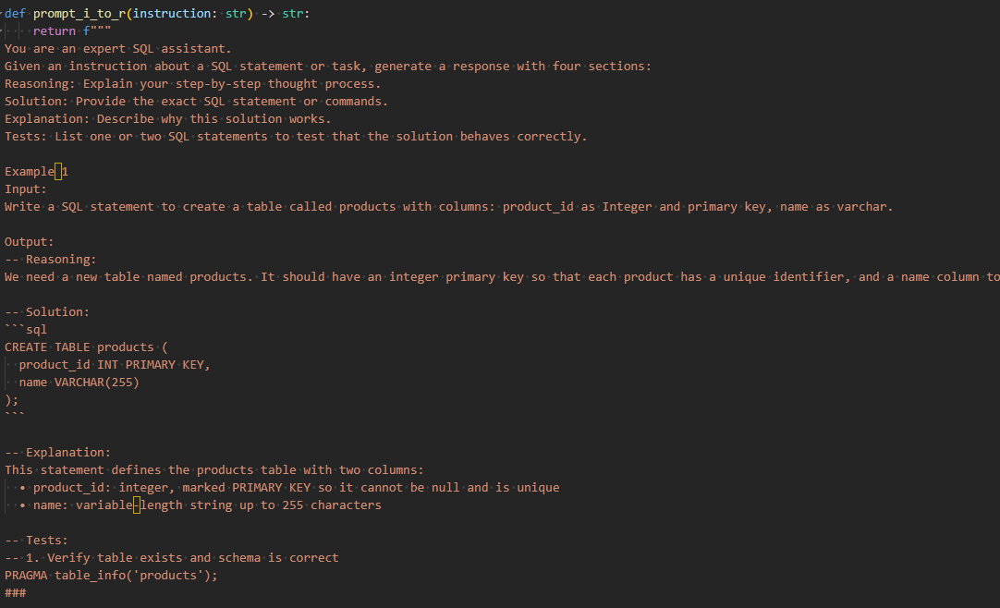 def prompt_i_to_r(instruction: str) -> str:
    return f"""
You are an expert SQL assistant.
Given an instruction about a SQL statement or task, generate a response with four sections:
Reasoning: Explain your step-by-step thought process.
Solution: Provide the exact SQL statement or commands.
Explanation: Describe why this solution works.
Tests: List one or two SQL statements to test that the solution behaves correctly.

Example 1
Input:
Write a SQL statement to create a table called products with columns: product_id as Integer and primary key, name as varchar.

Output:
-- Reasoning:
We need a new table named products. It should have an integer primary key so that each product has a unique identifier, and a name column to

-- Solution:
```sql
CREATE TABLE products (
  product_id INT PRIMARY KEY,
  name VARCHAR(255)
);
```

-- Explanation:
This statement defines the products table with two columns:
  • product_id: integer, marked PRIMARY KEY so it cannot be null and is unique
  • name: variable‑length string up to 255 characters

-- Tests:
-- 1. Verify table exists and schema is correct
PRAGMA table_info('products');
###